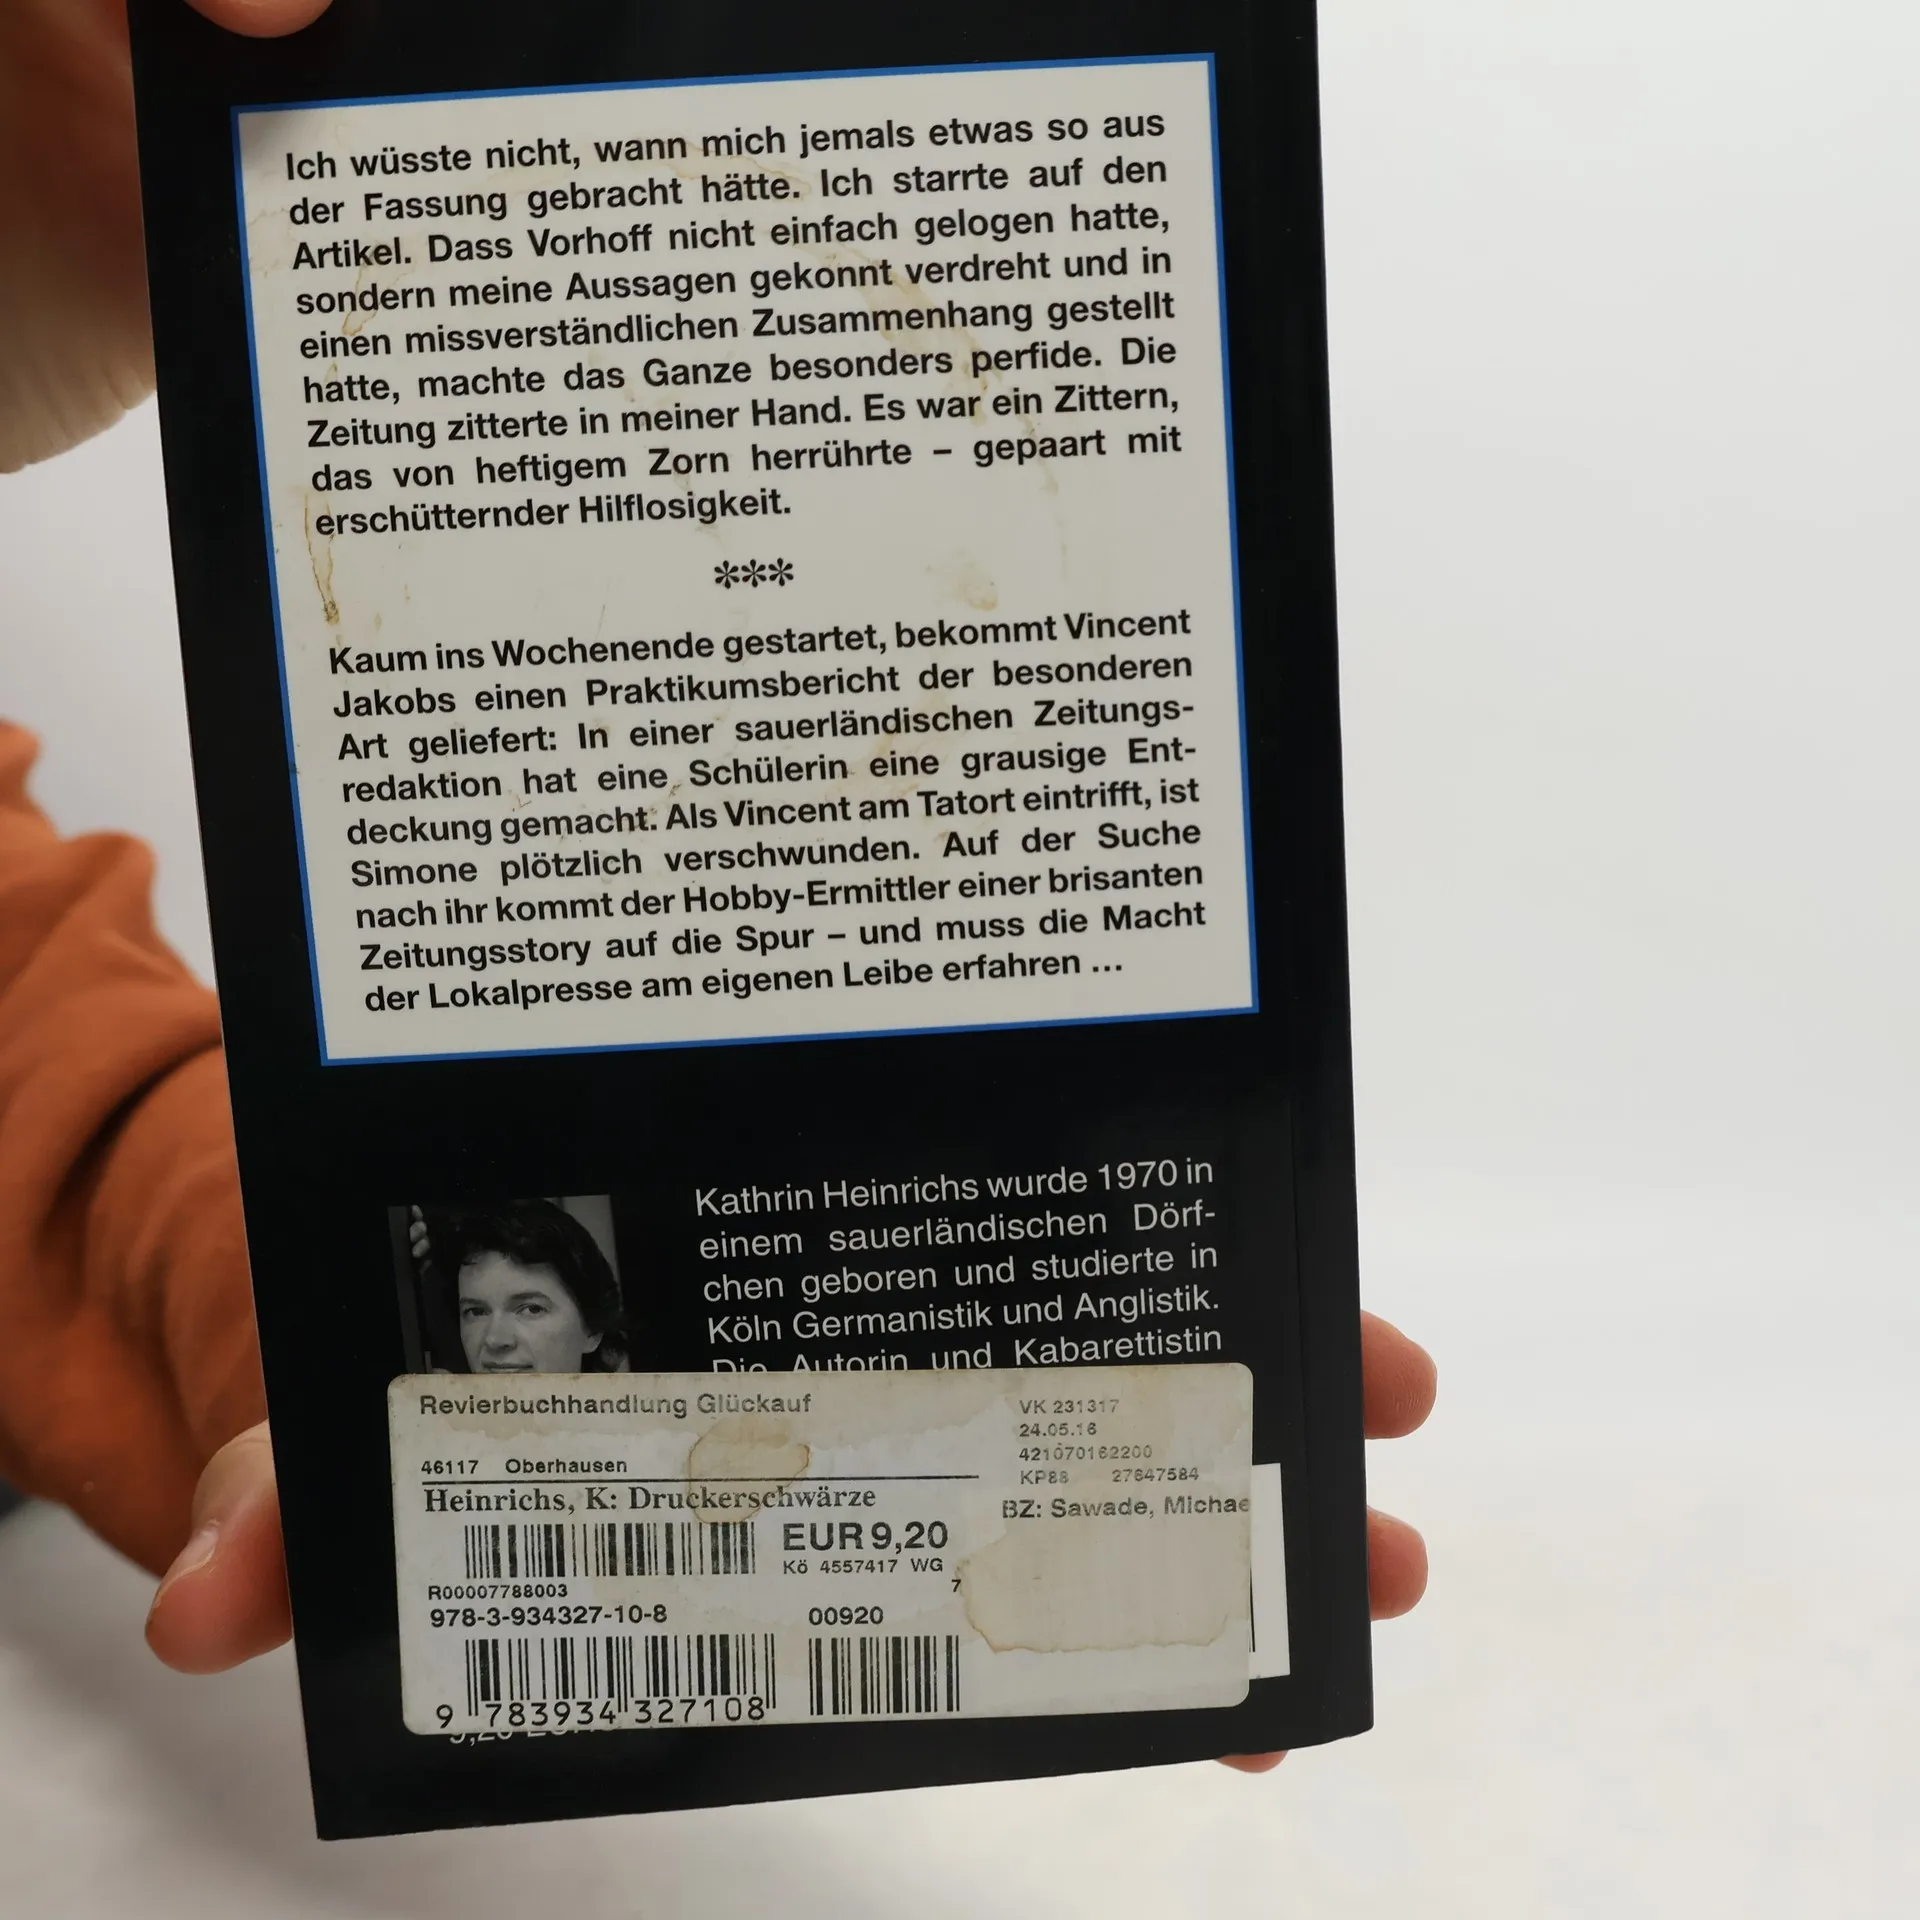 Ich wüsste nicht, wann mich jemals etwas so aus
der Fassung gebracht hätte. Ich starrte auf den
Artikel. Dass Vorhoff nicht einfach gelogen hatte,
sondern meine Aussagen gekonnt verdreht und in
einen missverständlichen Zusammenhang gestellt
hatte, machte das Ganze besonders perfide. Die
Zeitung zitterte in meiner Hand. Es war ein Zittern,
das von heftigem Zorn herrührte – gepaart mit
erschütternder Hilflosigkeit.
***
Kaum ins Wochenende gestartet, bekommt Vincent
Jakobs einen Praktikumsbericht der besonderen
Art geliefert: In einer sauerländischen Zeitungs-
redaktion hat eine Schülerin eine grausige Ent-
deckung gemacht. Als Vincent am Tatort eintrifft, ist
Simone plötzlich verschwunden. Auf der Suche
nach ihr kommt der Hobby-Ermittler einer brisanten
Zeitungsstory auf die Spur – und muss die Macht
der Lokalpresse am eigenen Leibe erfahren ...
Kathrin Heinrichs wurde 1970 in
einem sauerländischen Dörf-
chen geboren und studierte in
Köln Germanistik und Anglistik.
Die Autorin und Kabarettistin
Revierbuchhandlung Glückauf
VK 231317
24.05.16
421070162200
46117 Oberhausen
KP88 27647584
Heinrichs, K: Druckerschwärze
BZ: Sawade, Michae
EUR 9,20
Kö 4557417 WG
7
R00007788003
978-3-934327-10-8 00920
9 783934 327108